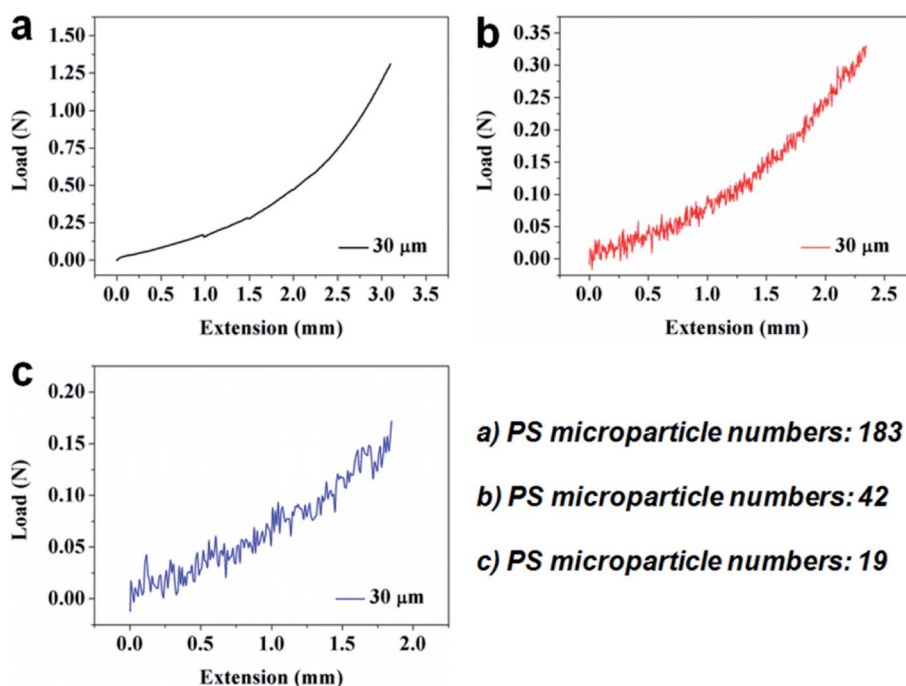 a
1.50
1.25
1.00
0.75
0.50
0.25
0.00
Load (N)
30 μm
0.0 0.5 1.0 1.5 2.0 2.5 3.0 3.5
Extension (mm)
b
0.35
0.30
0.25
0.20
0.15
0.10
0.05
0.00
Load (N)
30 μm
0.0 0.5 1.0 1.5 2.0 2.5
Extension (mm)
c
0.20
0.15
0.10
0.05
0.00
Load (N)
30 μm
0.0 0.5 1.0 1.5 2.0
Extension (mm)
a) PS microparticle numbers: 183
b) PS microparticle numbers: 42
c) PS microparticle numbers: 19